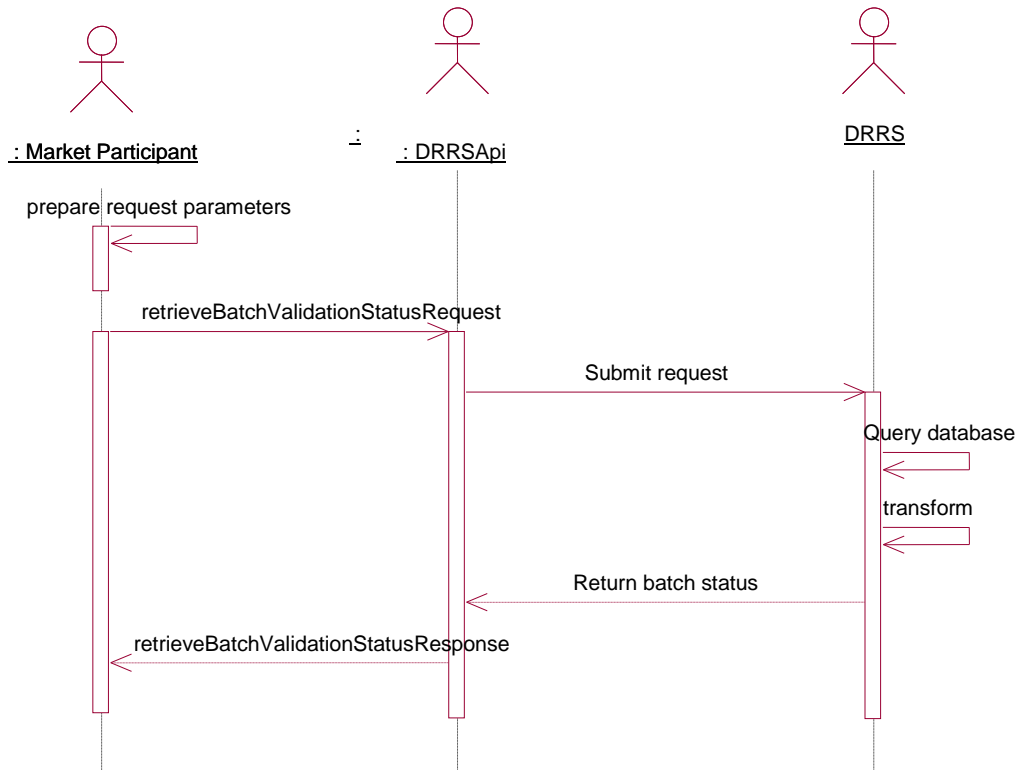 DRRS
:
: Market Participant
: DRRSApi
prepare request parameters
retrieveBatchValidationStatusRequest
Submit request
Query database
transform
Return batch status
retrieveBatchValidationStatusResponse